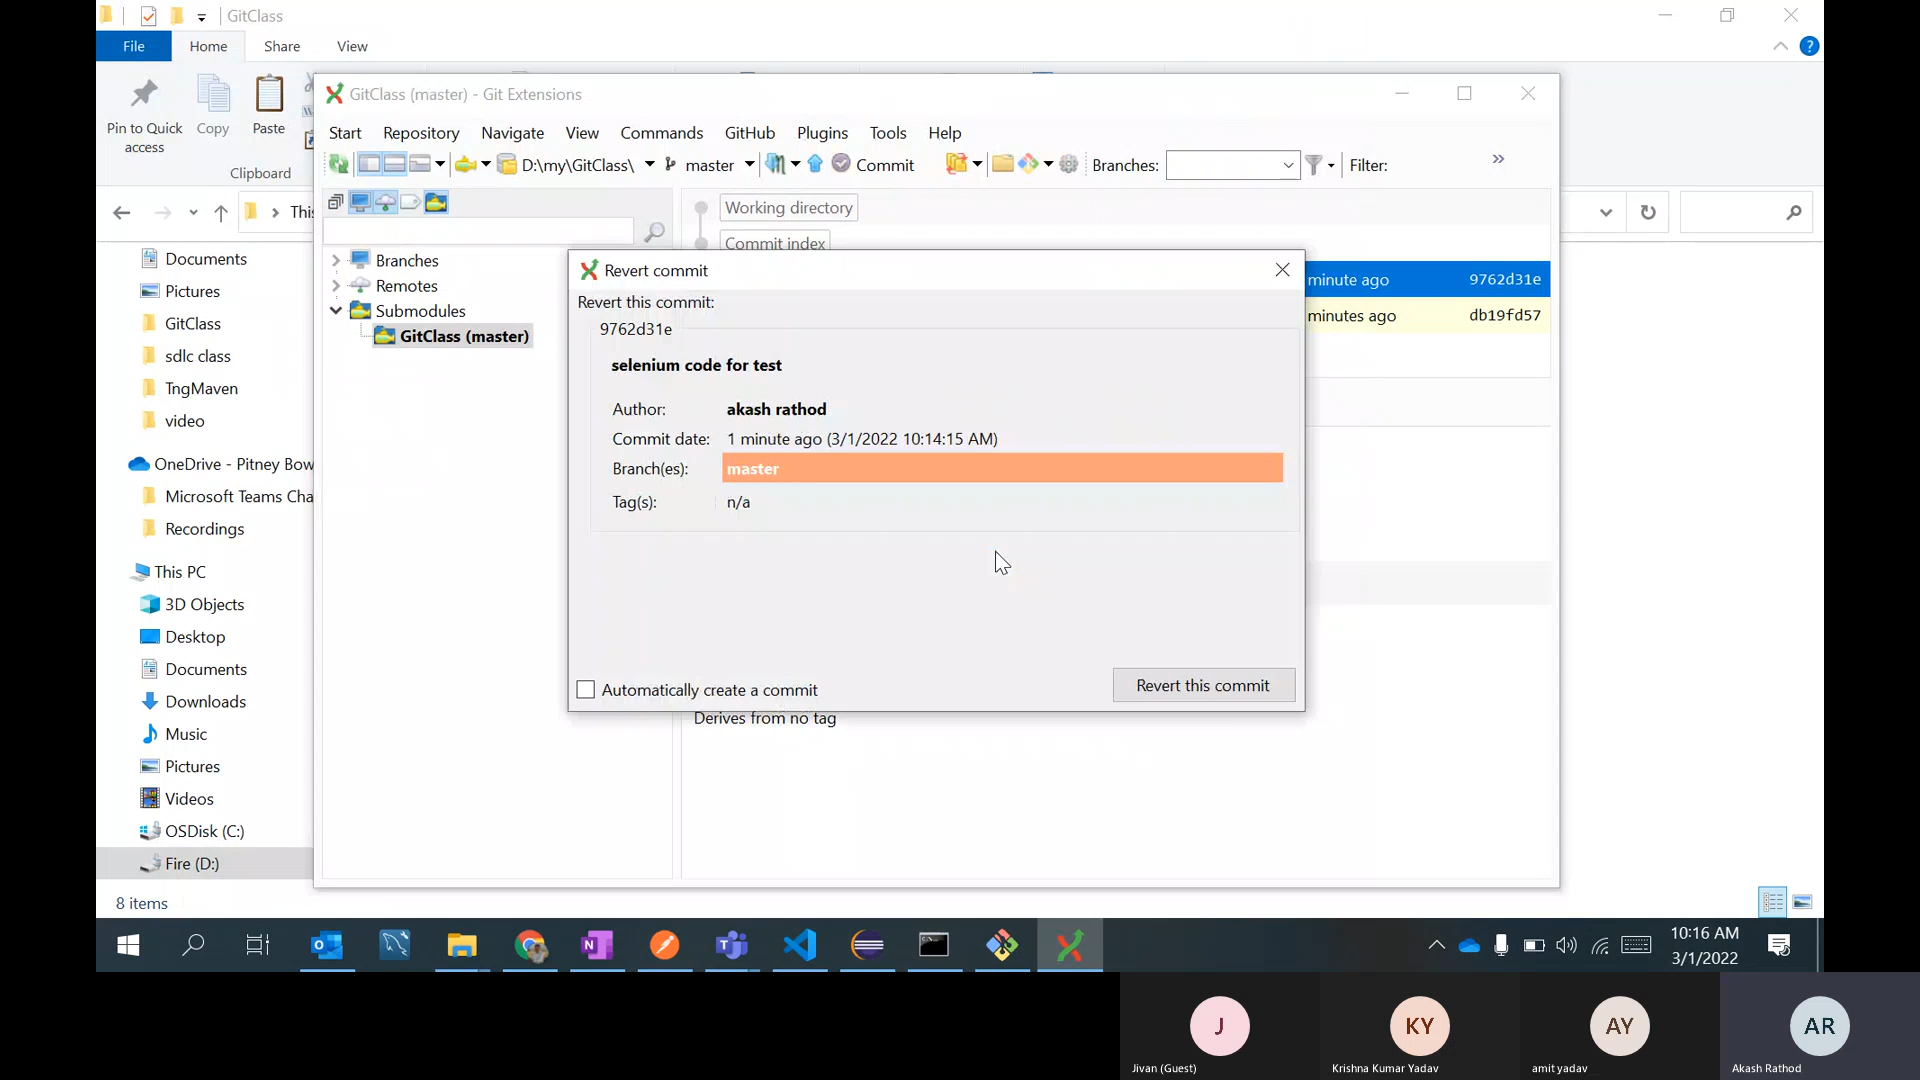 GitClass
File
Home
Share
View
Pin to Quick access
Copy
Paste
Clipboard
GitClass (master) - Git Extensions
Start
Repository
Navigate
View
Commands
GitHub
Plugins
Tools
Help
D:\my\GitClass\
master
Commit
Branches:
Filter:
This
Working directory
Commit index
Branches
Remotes
Submodules
GitClass (master)
minute ago 9762d31e
minutes ago db19fd57
Revert commit
Revert this commit:
9762d31e
selenium code for test
Author: akash rathod
Commit date: 1 minute ago (3/1/2022 10:14:15 AM)
Branch(es): master
Tag(s): n/a
Automatically create a commit
Revert this commit
Derives from no tag
Documents
Pictures
GitClass
sdlc class
TngMaven
video
OneDrive - Pitney Bow
Microsoft Teams Cha
Recordings
This PC
3D Objects
Desktop
Documents
Downloads
Music
Pictures
Videos
OSDisk (C:)
Fire (D:)
8 items
10:16 AM
3/1/2022
J
Jivan (Guest)
KY
Krishna Kumar Yadav
AY
amit yadav
AR
Akash Rathod